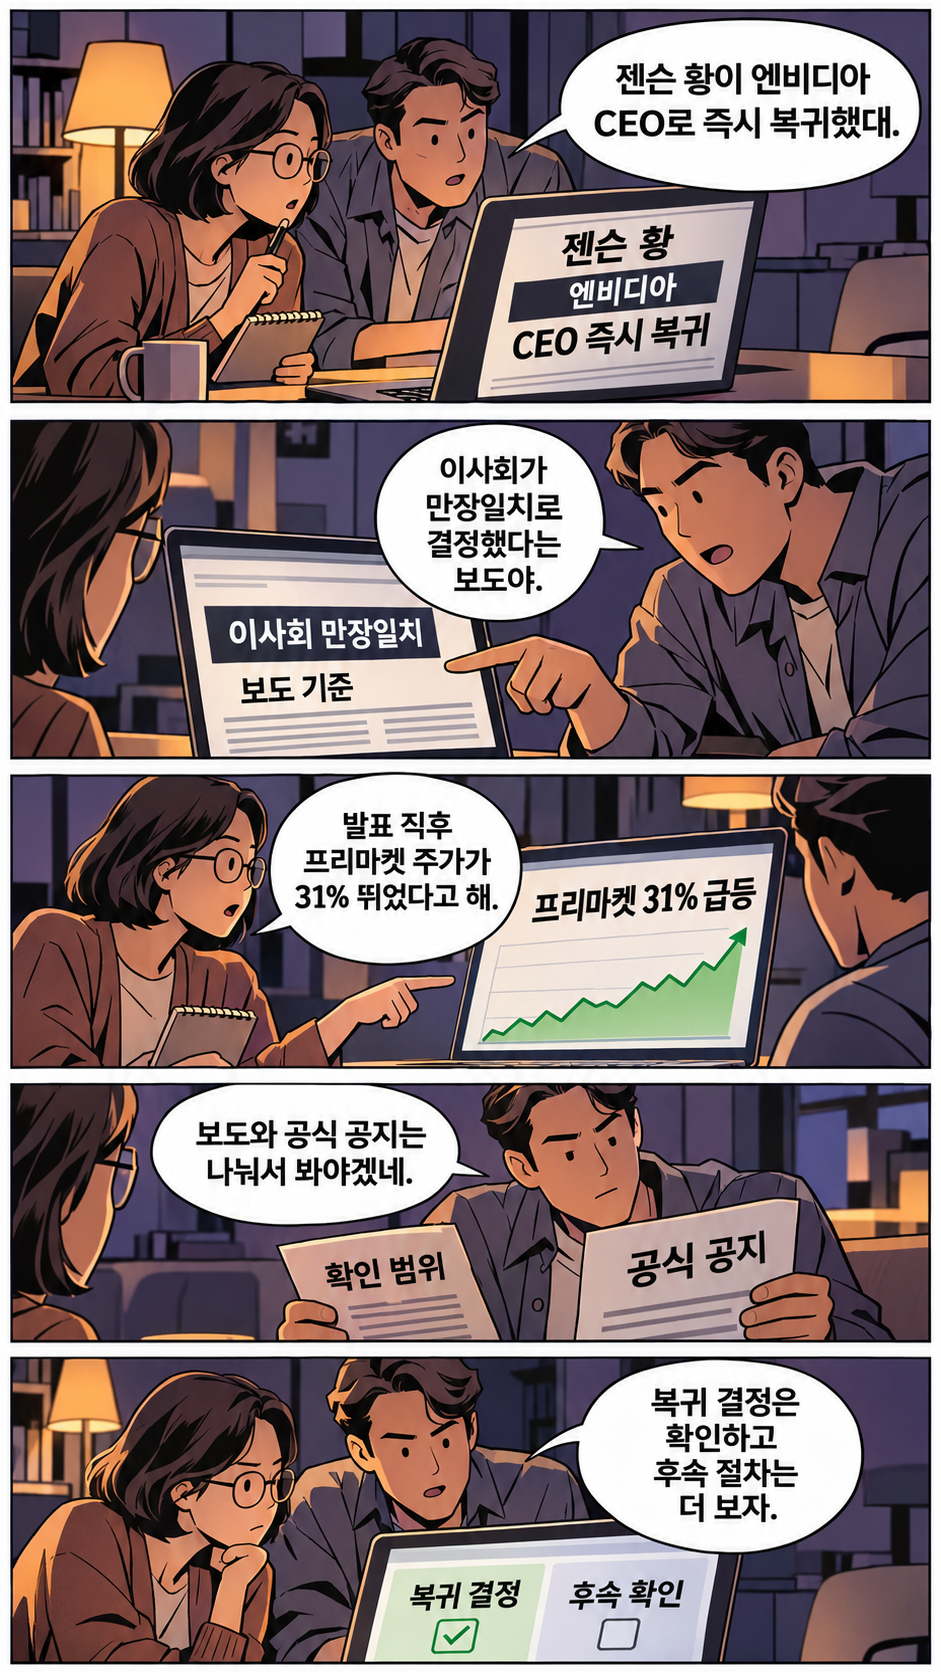 젠슨 황이 엔비디아
CEO로 즉시 복귀했대.
젠슨 황
엔비디아
CEO 즉시 복귀
이사회가
만장일치로
결정했다는
보도야.
이사회 만장일치
보도 기준
발표 직후
프리마켓 주가가
31% 뛰었다고 해.
프리마켓 31% 급등
보도와 공식 공지는
나눠서 봐야겠네.
확인 범위
공식 공지
복귀 결정은
확인하고
후속 절차는
더 보자.
복귀 결정
후속 확인